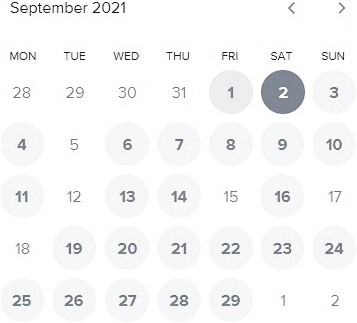 September 2021
MON TUE WED THU FRI SAT SUN
28 29 30 31 1 2 3
4 5 6 7 8 9 10
11 12 13 14 15 16 17
18 19 20 21 22 23 24
25 26 27 28 29 1 2